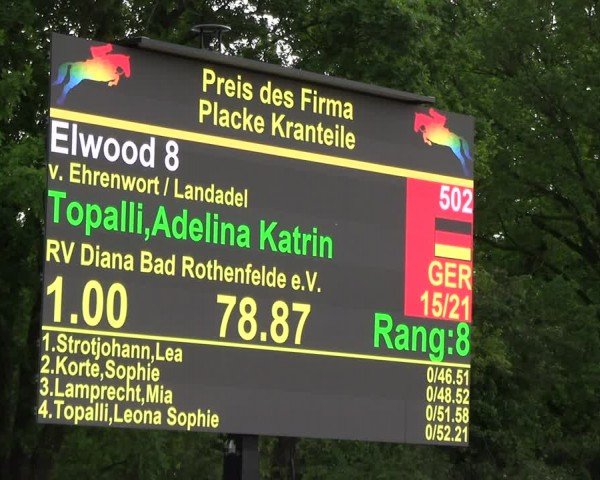 Preis des Firma
Placke Kranteile
Elwood 8
502
v. Ehrenwort / Landadel
Topalli,Adelina Katrin
RV Diana Bad Rothenfelde e.V.
GER
15/21
1.00 78.87 Rang:8
1.Strotjohann,Lea 0/46.51
2.Korte,Sophie 0/48.52
3.Lamprecht,Mia 0/51.58
4.Topalli,Leona Sophie 0/52.21